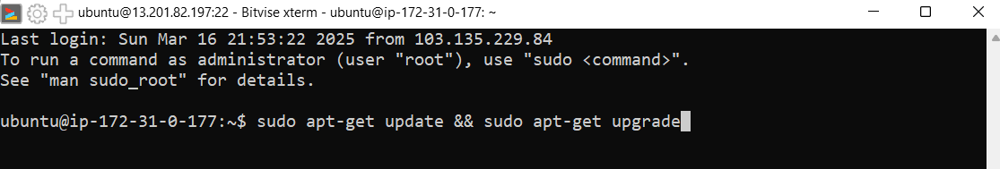 ubuntu@13.201.82.197:22 - Bitvise xterm - ubuntu@ip-172-31-0-177: ~
Last login: Sun Mar 16 21:53:22 2025 from 103.135.229.84
To run a command as administrator (user "root"), use "sudo <command>".
See "man sudo_root" for details.
ubuntu@ip-172-31-0-177:~$ sudo apt-get update && sudo apt-get upgrade